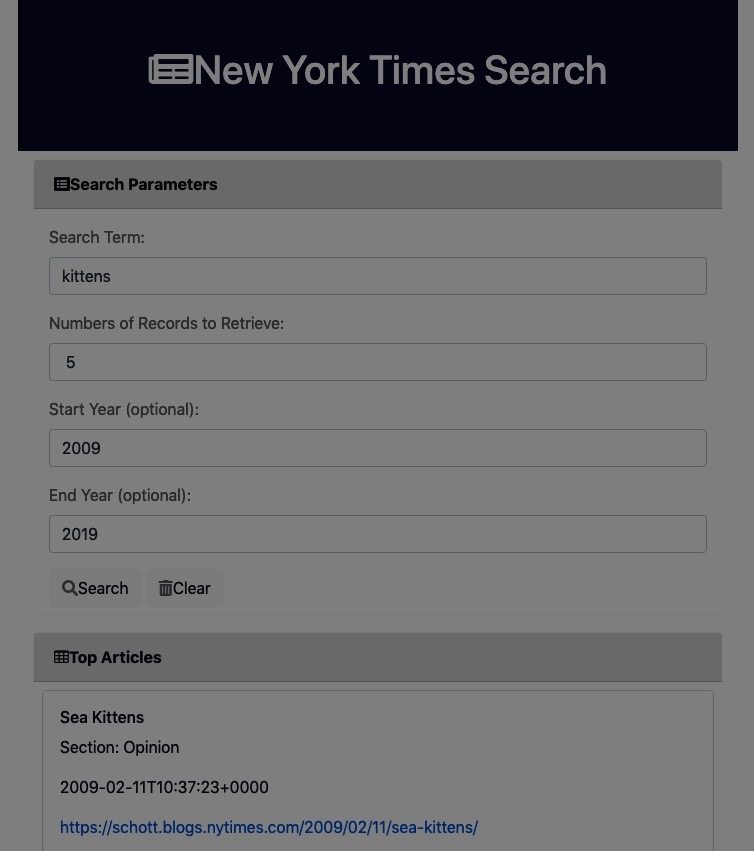 New York Times Search
Search Parameters
Search Term:
kittens
Numbers of Records to Retrieve:
5
Start Year (optional):
2009
End Year (optional):
2019
Search Clear
Top Articles
Sea Kittens
Section: Opinion
2009-02-11T10:37:23+0000
https://schott.blogs.nytimes.com/2009/02/11/sea-kittens/